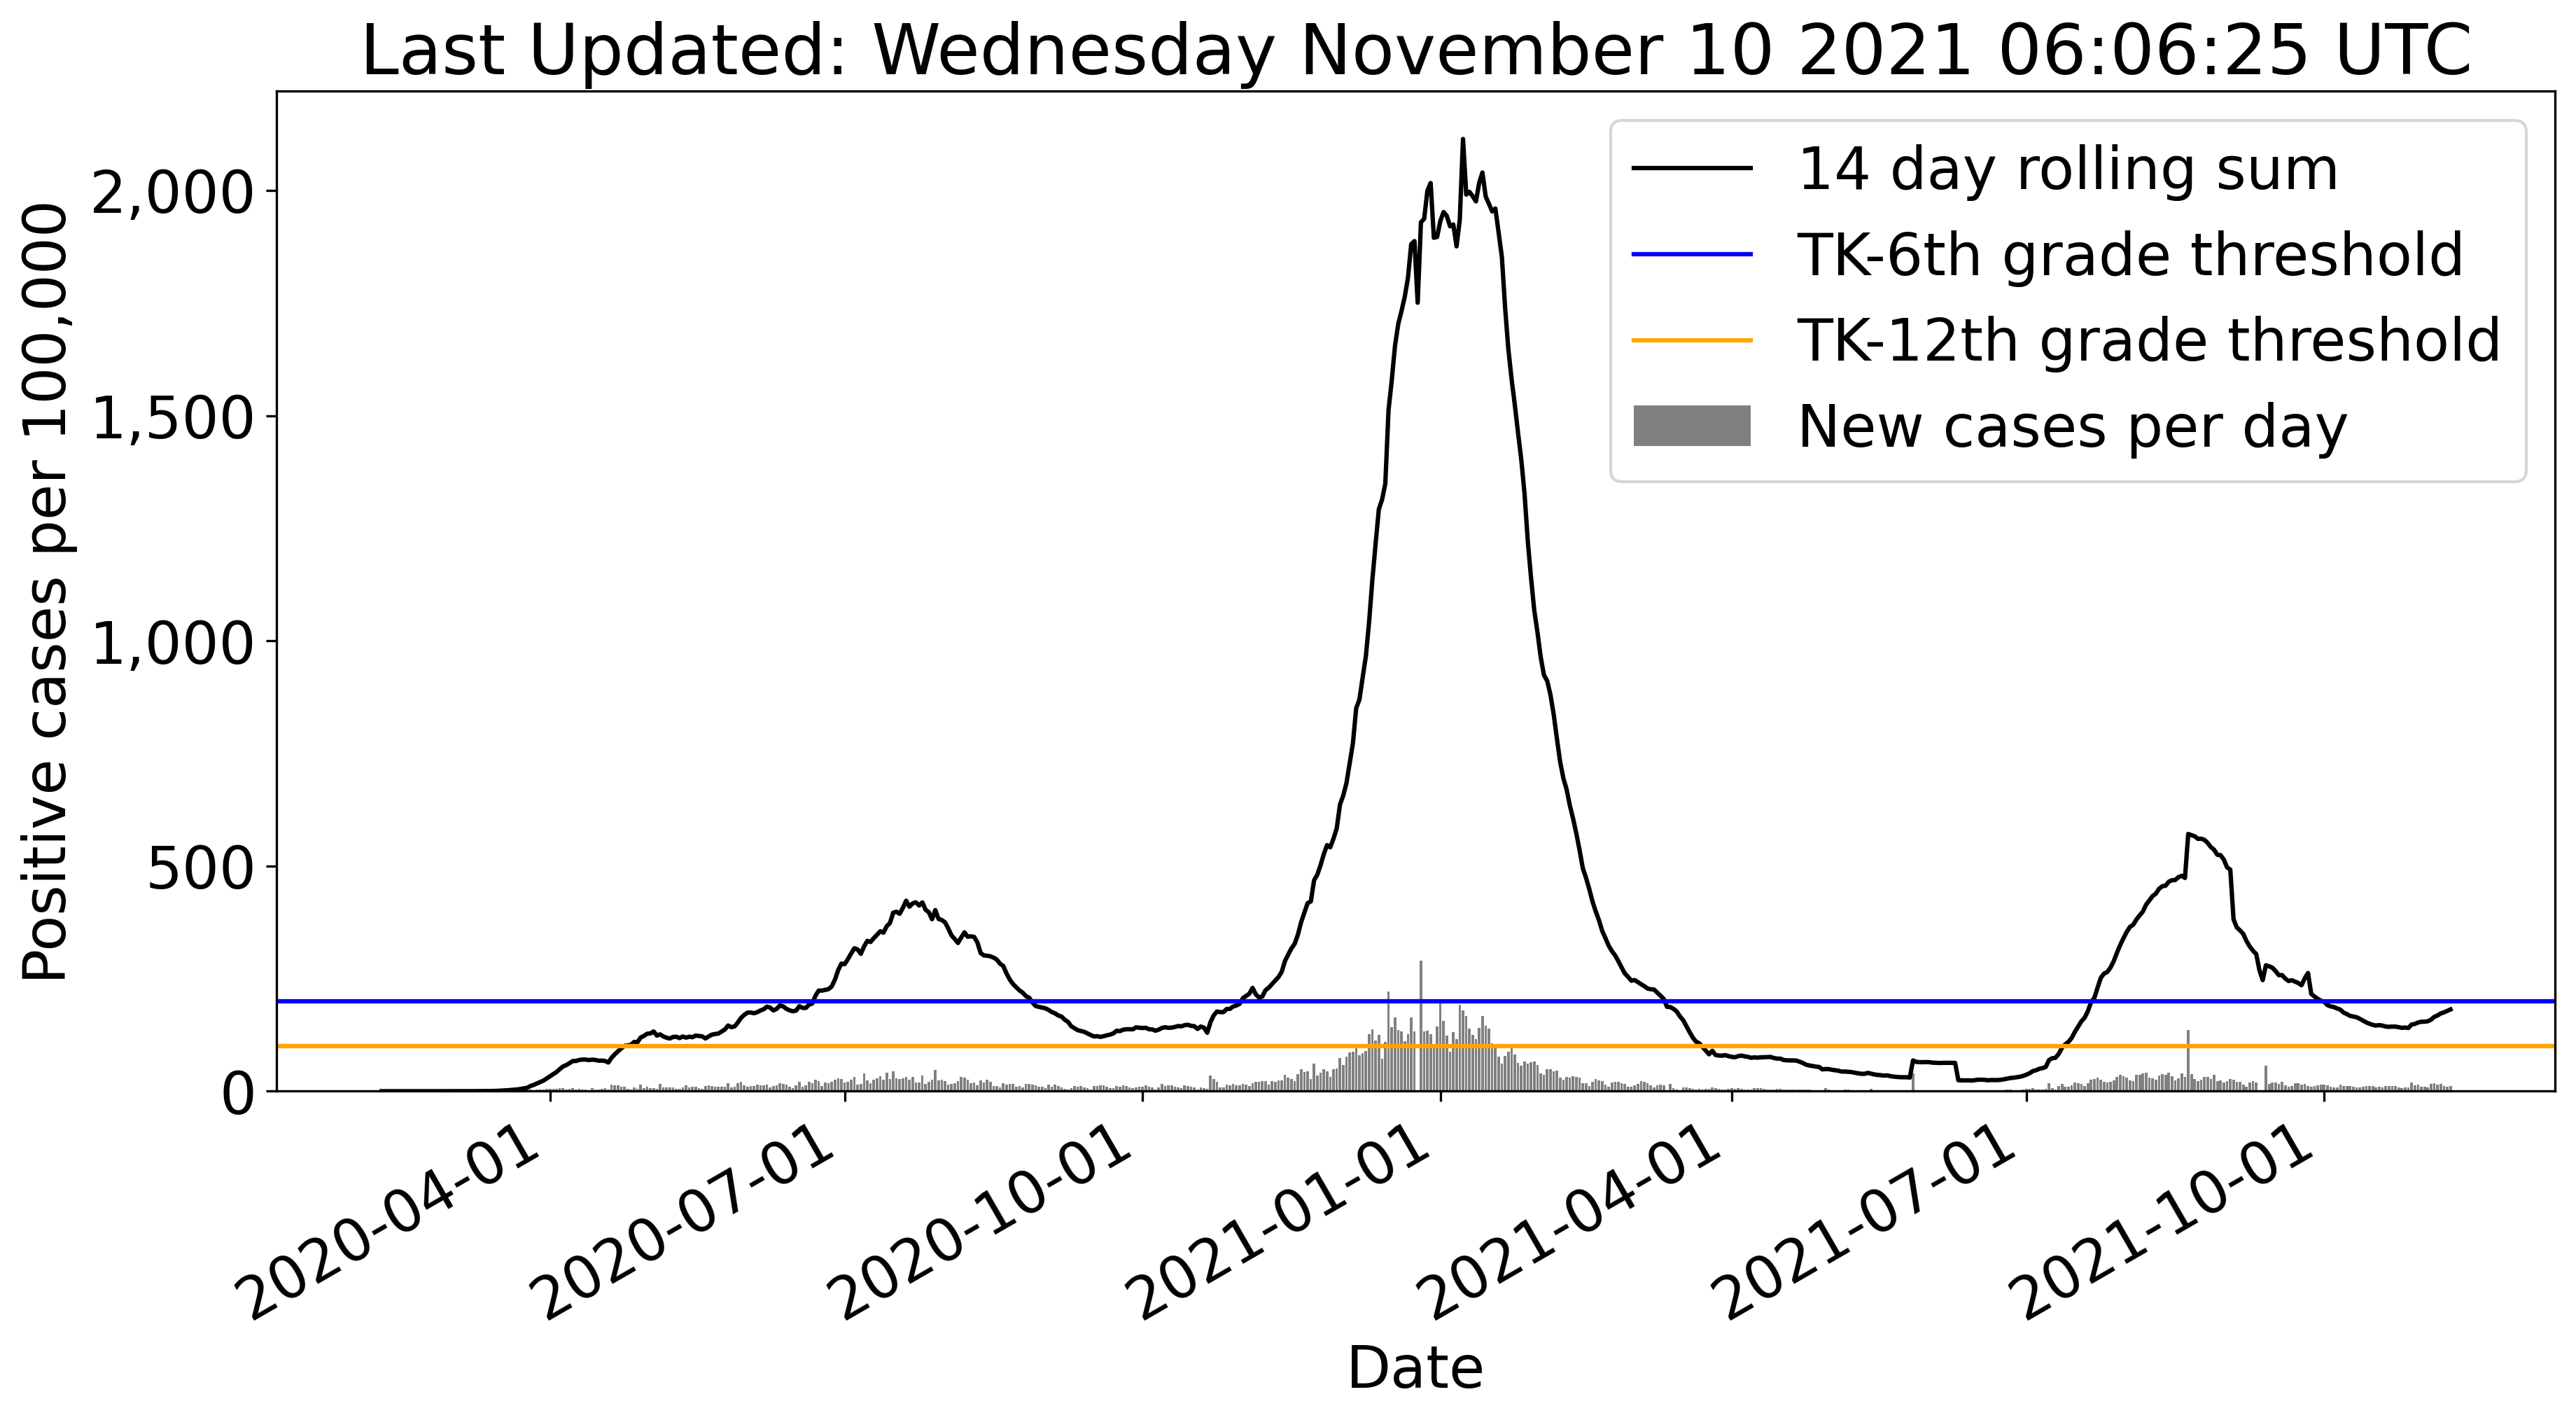 Last Updated: Wednesday November 10 2021 06:06:25 UTC
Positive cases per 100,000
2,000
1,500
1,000
500
0
14 day rolling sum
TK-6th grade threshold
TK-12th grade threshold
New cases per day
2020-04-01
2020-07-01
2020-10-01
2021-01-01
2021-04-01
2021-07-01
2021-10-01
Date